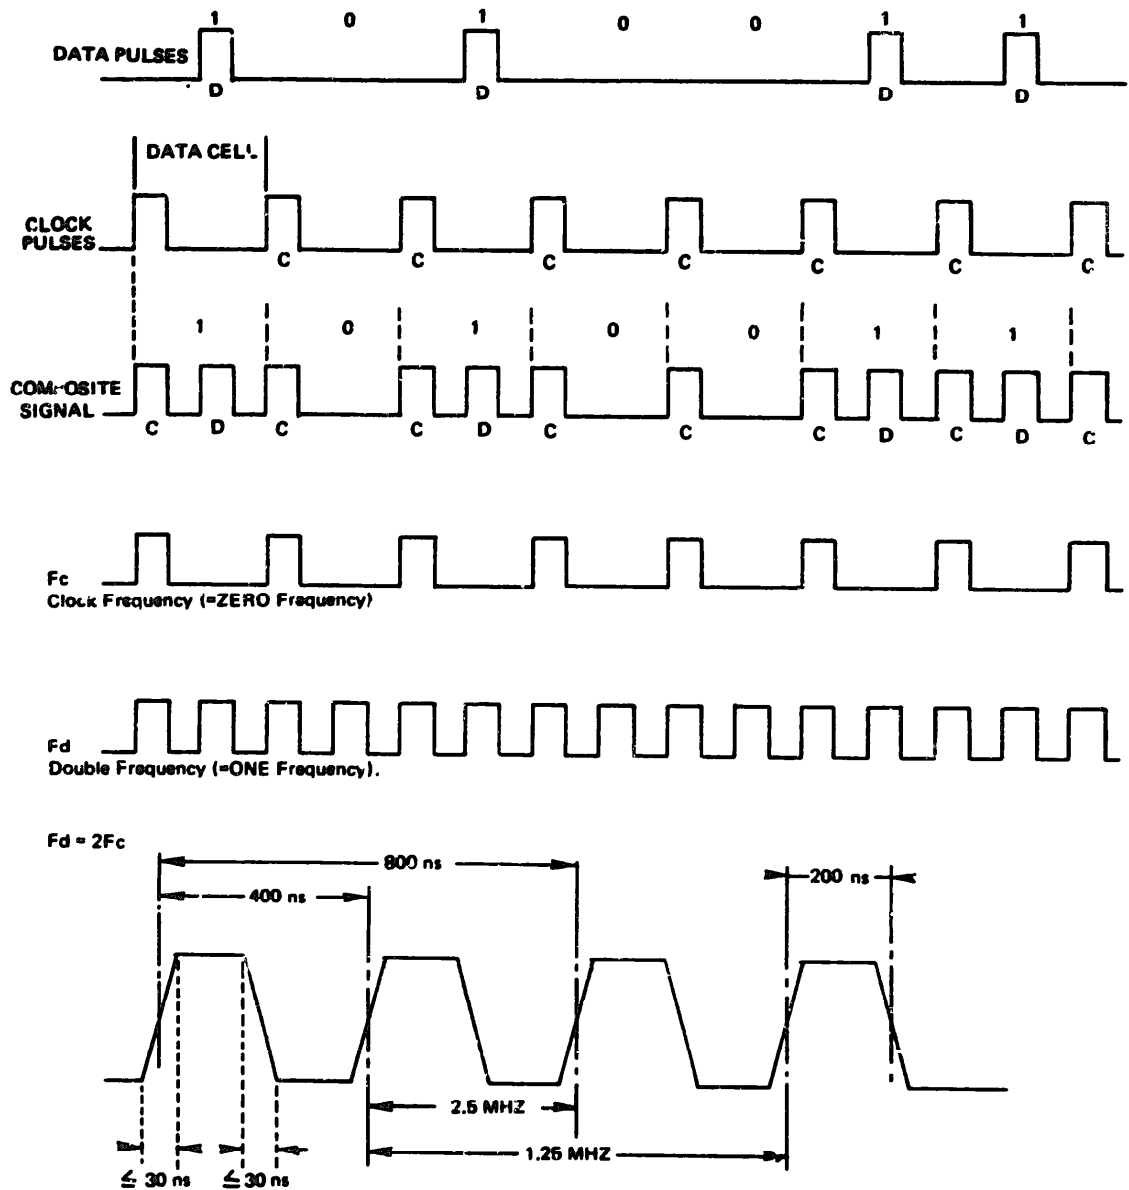 1 0 1 0 0 1 1
DATA PULSES
D D D D
DATA CELL
CLOCK
PULSES
C C C C C C C
1 0 1 0 0 1 1
COMPOSITE
SIGNAL
C D C C D C C C D C D C
Fc
Clock Frequency (=ZERO Frequency)
Fd
Double Frequency (=ONE Frequency).
Fd = 2Fc
800 ns
400 ns
200 ns
2.5 MHZ
1.25 MHZ
≤ 30 ns ≤ 30 ns